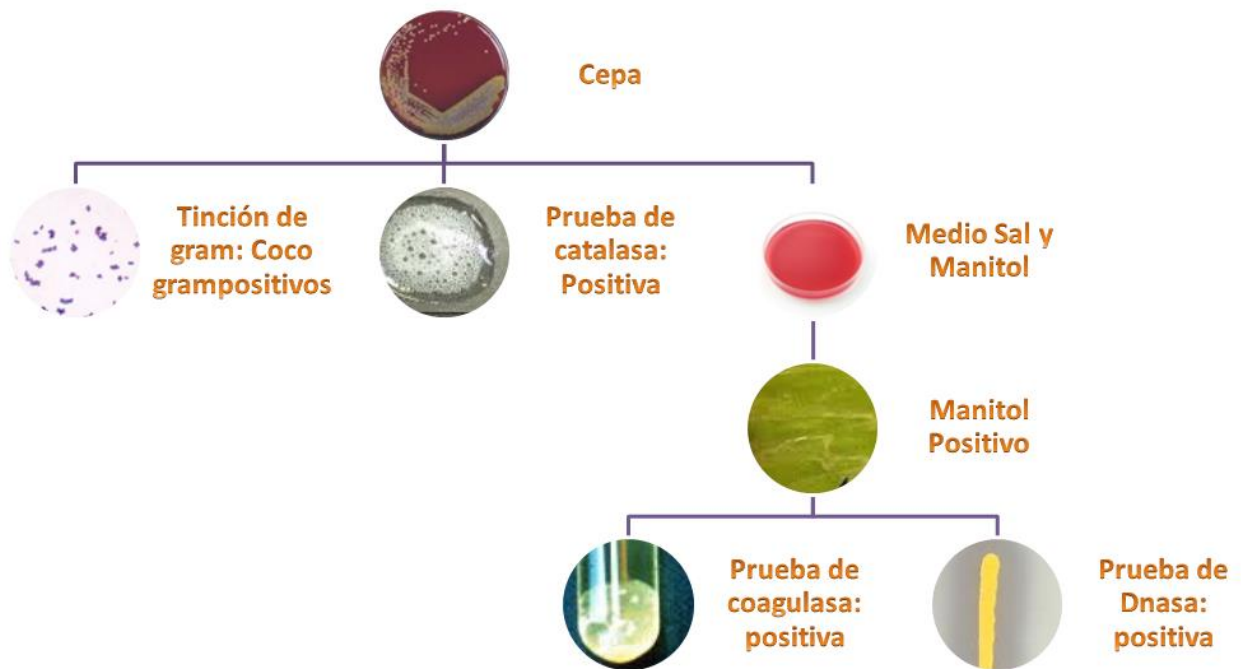 Cepa
Tinción de
gram: Coco
grampositivos
Prueba de
catalasa:
Positiva
Medio Sal y
Manitol
Manitol
Positivo
Prueba de
coagulasa:
positiva
Prueba de
Dnasa:
positiva